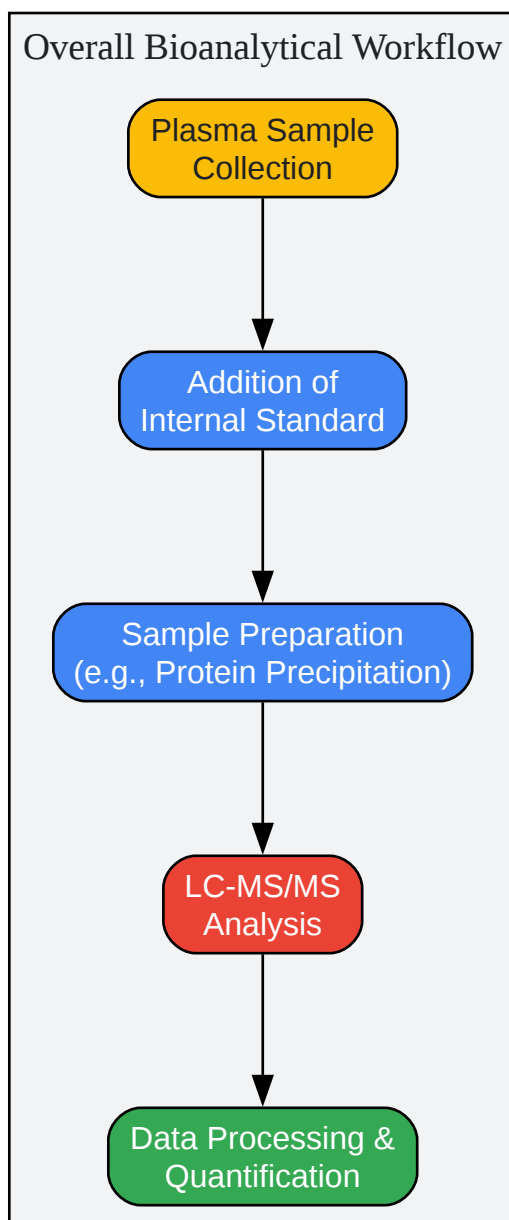 Overall Bioanalytical Workflow
Plasma Sample
Collection
Addition of
Internal Standard
Sample Preparation
(e.g., Protein Precipitation)
LC-MS/MS
Analysis
Data Processing &
Quantification